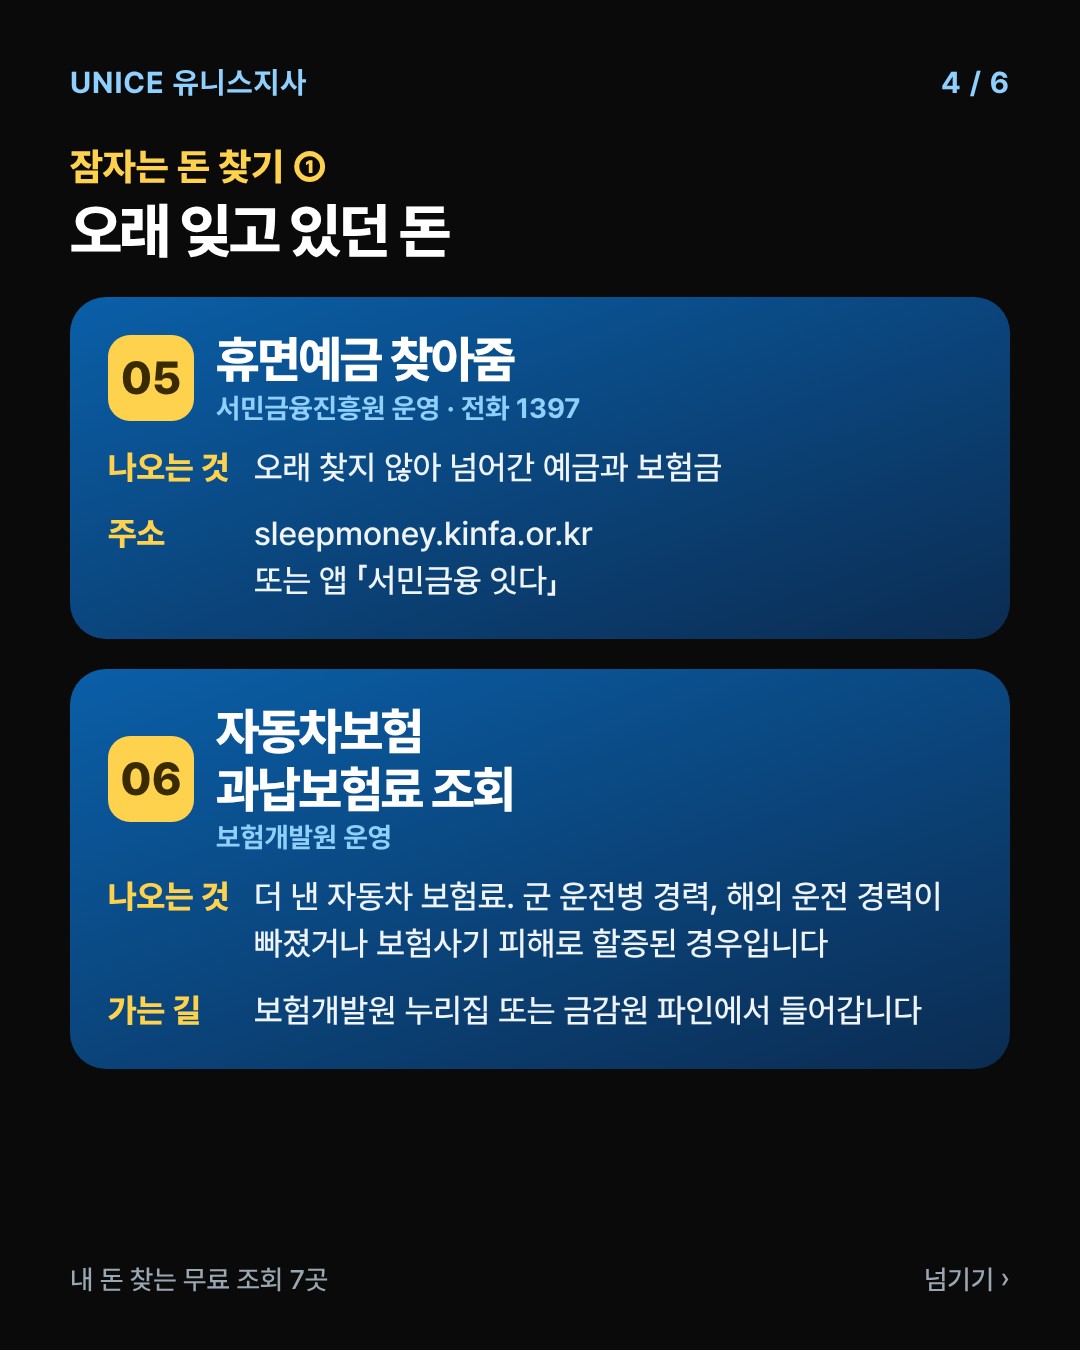 UNICE 유니스지사
4 / 6
잠자는 돈 찾기 ①
오래 잊고 있던 돈
05
휴면예금 찾아줌
서민금융진흥원 운영 · 전화 1397
나오는 것 오래 찾지 않아 넘어간 예금과 보험금
주소 sleepmoney.kinfa.or.kr
또는 앱 「서민금융 잇다」
06
자동차보험
과납보험료 조회
보험개발원 운영
나오는 것 더 낸 자동차 보험료. 군 운전병 경력, 해외 운전 경력이
빠졌거나 보험사기 피해로 할증된 경우입니다
가는 길 보험개발원 누리집 또는 금감원 파인에서 들어갑니다
내 돈 찾는 무료 조회 7곳
넘기기 ›